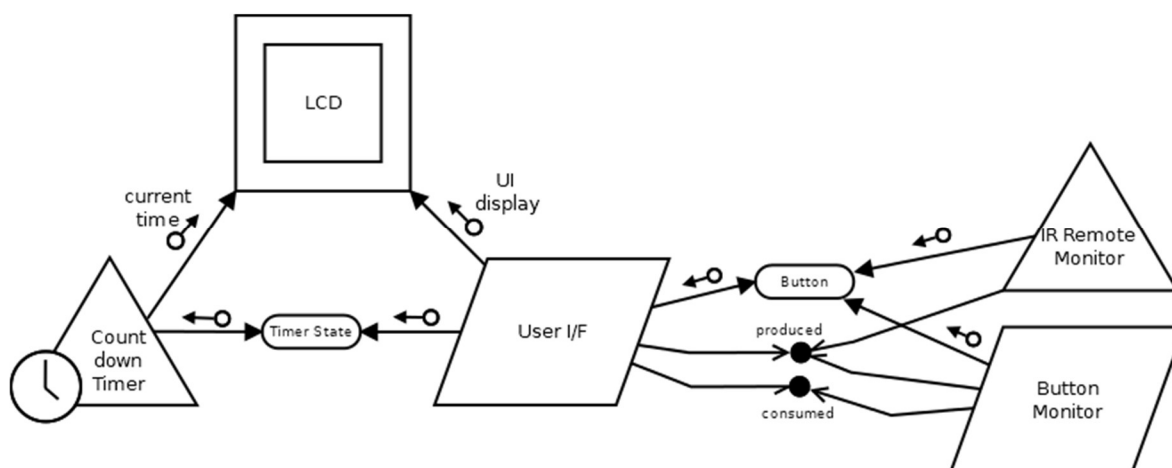 LCD
current
time
UI
display
Count
down
Timer
Timer State
User I/F
Button
produced
consumed
IR Remote
Monitor
Button
Monitor